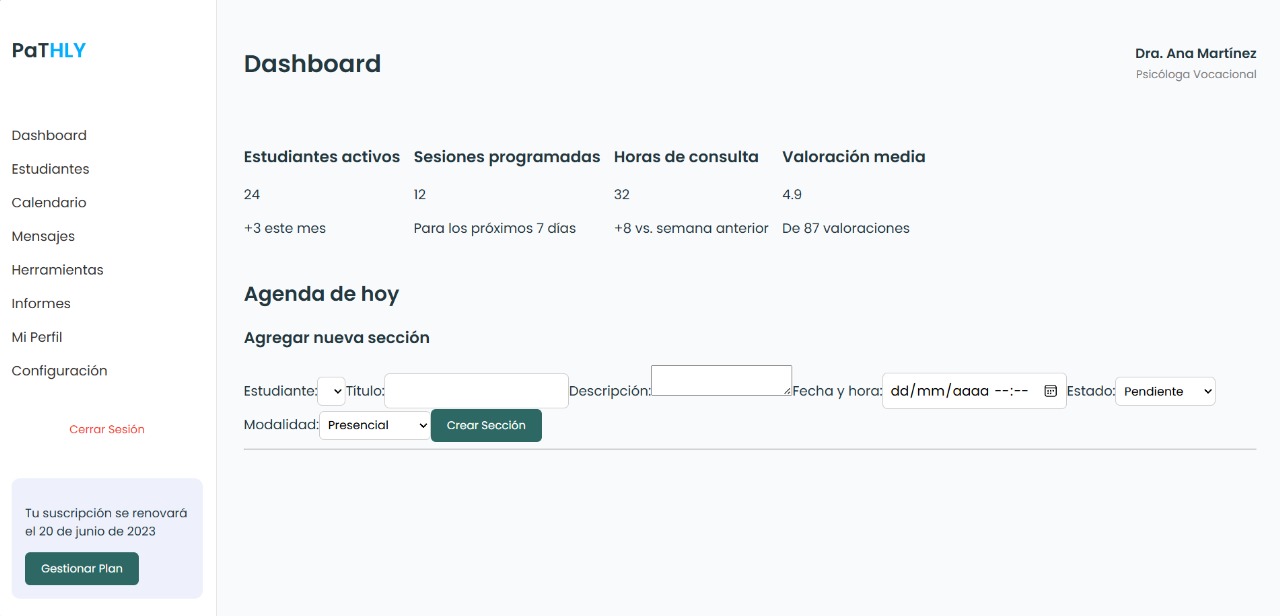 PaTHLY
Dashboard
Estudiantes
Calendario
Mensajes
Herramientas
Informes
Mi Perfil
Configuración
Cerrar Sesión
Tu suscripción se renovará
el 20 de junio de 2023
Gestionar Plan
Dashboard
Dra. Ana Martínez
Psicóloga Vocacional
Estudiantes activos Sesiones programadas Horas de consulta Valoración media
24 12 32 4.9
+3 este mes Para los próximos 7 días +8 vs. semana anterior De 87 valoraciones
Agenda de hoy
Agregar nueva sección
Estudiante: Título: Descripción: Fecha y hora: dd/mm/aaaa --:-- Estado: Pendiente
Modalidad: Presencial Crear Sección